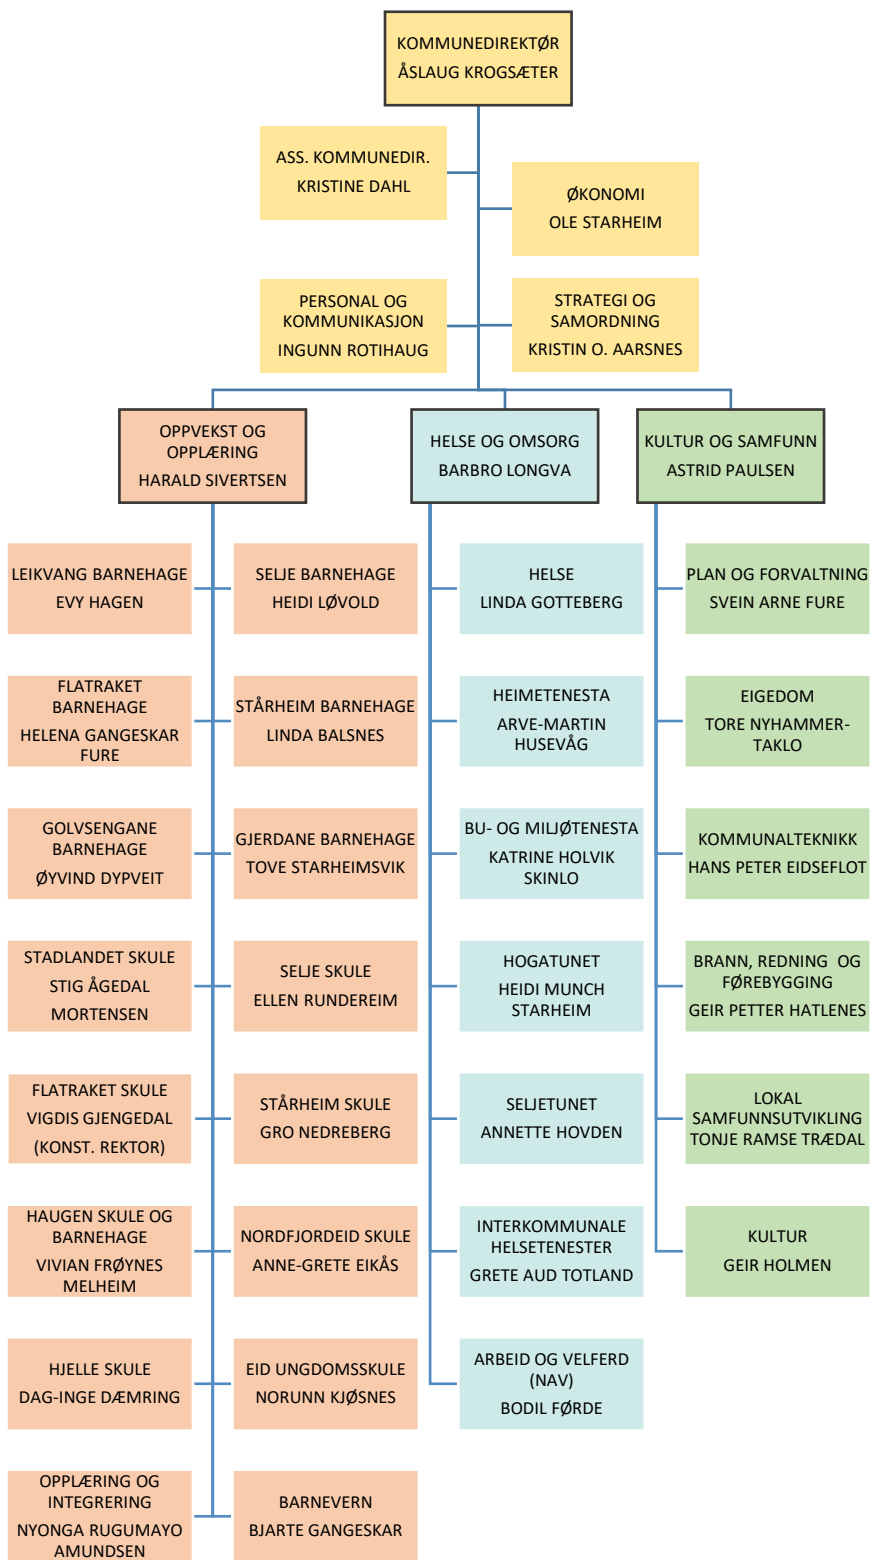 KOMMUNEDIREKTØR
ÅSLAUG KROGSÆTER
ASS. KOMMUNEDIR.
KRISTINE DAHL
ØKONOMI
OLE STARHEIM
PERSONAL OG
KOMMUNIKASJON
INGUNN ROTIHAUG
STRATEGI OG
SAMORDNING
KRISTIN O. AARSNES
OPPVEKST OG
OPPLÆRING
HARALD SIVERTSEN
HELSE OG OMSORG
BARBRO LONGVA
KULTUR OG SAMFUNN
ASTRID PAULSEN
LEIKVANG BARNEHAGE
EVY HAGEN
SELJE BARNEHAGE
HEIDI LØVOLD
HELSE
LINDA GOTTEBERG
PLAN OG FORVALTNING
SVEIN ARNE FURE
FLATRAKET
BARNEHAGE
HELENA GANGESKAR
FURE
STÅRHEIM BARNEHAGE
LINDA BALSNES
HEIMETENESTA
ARVE-MARTIN
HUSEVÅG
EIGEDOM
TORE NYHAMMER-
TAKLO
GOLVSENGANE
BARNEHAGE
ØYVIND DYPVEIT
GJERDANE BARNEHAGE
TOVE STARHEIMSVIK
BU- OG MILJØTENESTA
KATRINE HOLVIK
SKINLO
KOMMUNALTEKNIKK
HANS PETER EIDSEFLOT
STADLANDET SKULE
STIG ÅGEDAL
MORTENSEN
SELJE SKULE
ELLEN RUNDEREIM
HOGATUNET
HEIDI MUNCH
STARHEIM
BRANN, REDNING OG
FØREBYGGING
GEIR PETTER HATLENES
FLATRAKET SKULE
VIGDIS GJENGEDAL
(KONST. REKTOR)
STÅRHEIM SKULE
GRO NEDREBERG
SELJETUNET
ANNETTE HOVDEN
LOKAL
SAMFUNNSUTVIKLING
TONJE RAMSE TRÆDAL
HAUGEN SKULE OG
BARNEHAGE
VIVIAN FRØYNES
MELHEIM
NORDFJORDEID SKULE
ANNE-GRETE EIKÅS
INTERKOMMUNALE
HELSETENESTER
GRETE AUD TOTLAND
KULTUR
GEIR HOLMEN
HJELLE SKULE
DAG-INGE DÆMRING
EID UNGDOMSSKULE
NORUNN KJØSNES
ARBEID OG VELFERD
(NAV)
BODIL FØRDE
OPPLÆRING OG
INTEGRERING
NYONGA RUGUMAYO
AMUNDSEN
BARNEVERN
BJARTE GANGESKAR